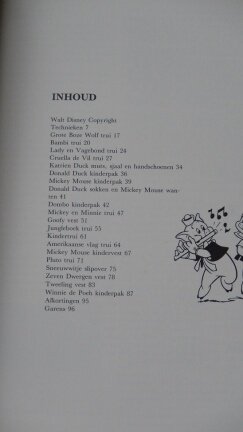 INHOUD
Walt Disney Copyright
Technieken 7
Grote Boze Wolf trui 17
Bambi trui 20
Lady en Vagebond trui 24
Cruella de Vil trui 27
Katrien Duck muts, sjaal en handschoenen 34
Donald Duck kinderpak 36
Mickey Mouse kinderpak 39
Donald Duck sokken en Mickey Mouse wan-
ten 41
Dombo kinderpak 42
Mickey en Minnie trui 47
Goofy vest 51
Jungleboek trui 55
Kindertrui 61
Amerikaanse vlag trui 64
Mickey Mouse kindervest 67
Pluto trui 71
Sneeuwwitje slipover 75
Zeven Dwergen vest 78
Tweeling vest 83
Winnie de Poeh kinderpak 87
Afkortingen 95
Garens 96